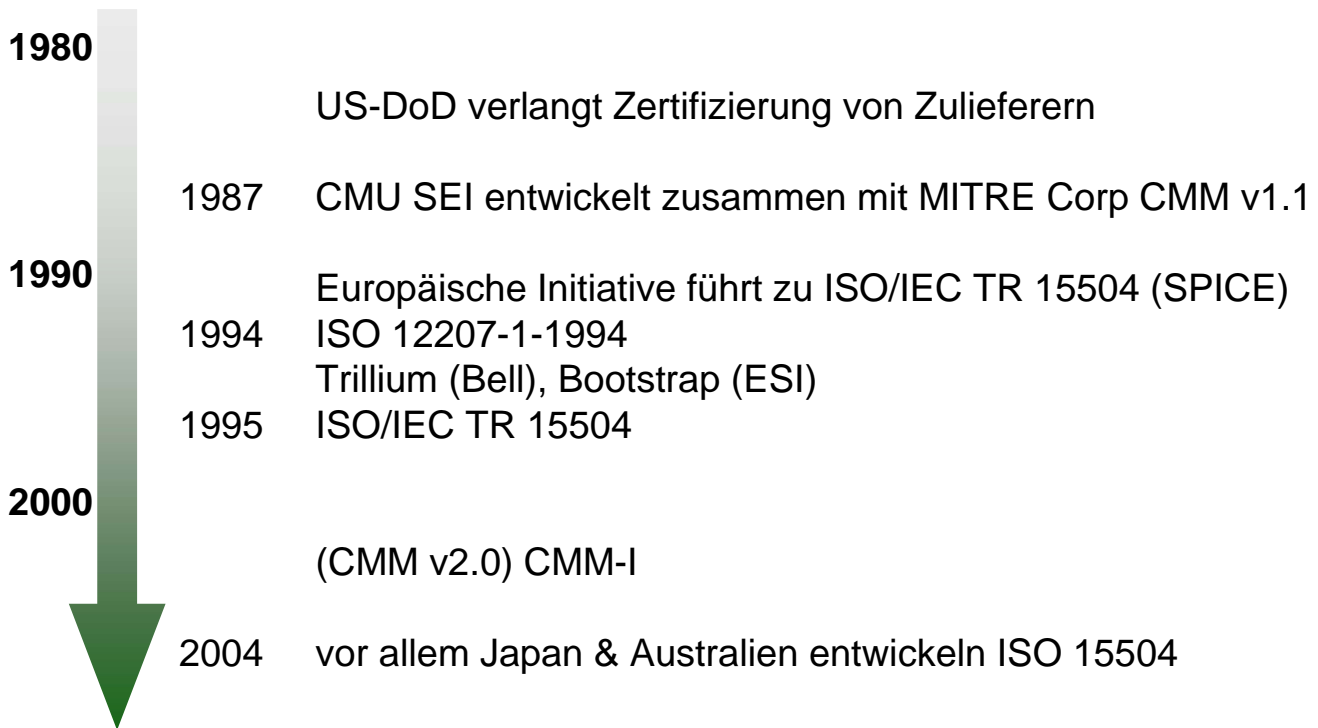 1980
US-DoD verlangt Zertifizierung von Zulieferern
1987 CMU SEI entwickelt zusammen mit MITRE Corp CMM v1.1
1990
Europäische Initiative führt zu ISO/IEC TR 15504 (SPICE)
1994 ISO 12207-1-1994
Trillium (Bell), Bootstrap (ESI)
1995 ISO/IEC TR 15504
2000
(CMM v2.0) CMM-I
2004 vor allem Japan & Australien entwickeln ISO 15504